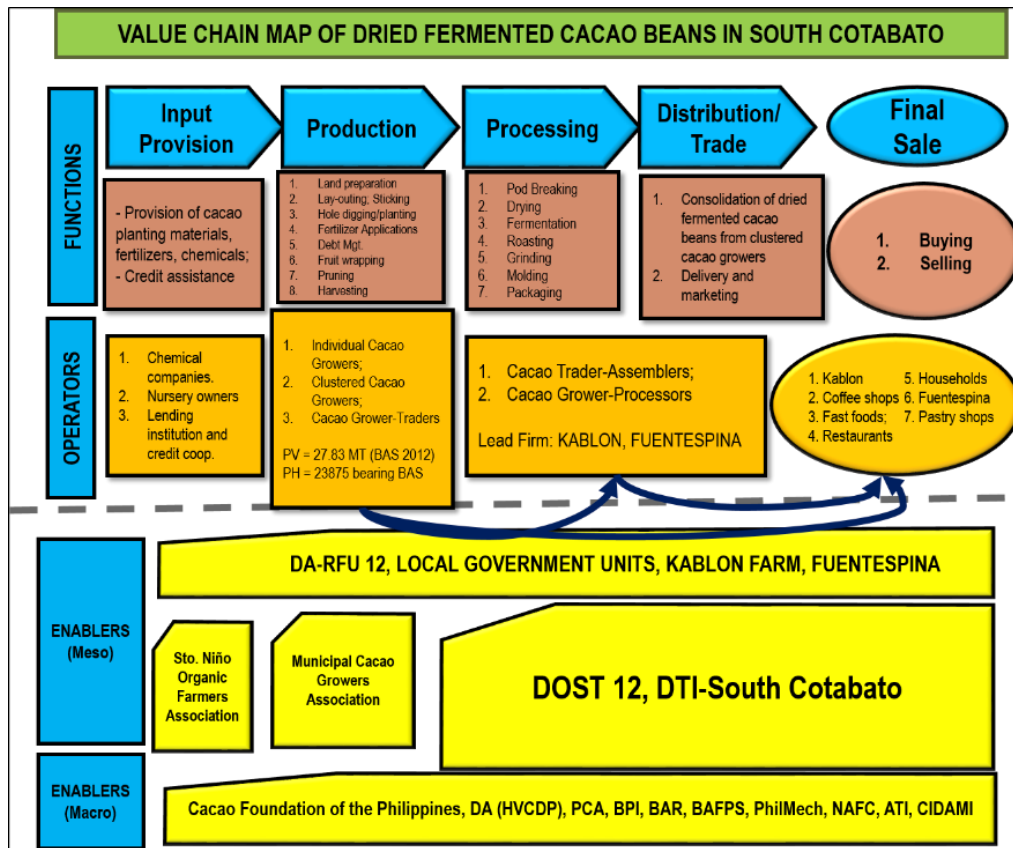 VALUE CHAIN MAP OF DRIED FERMENTED CACAO BEANS IN SOUTH COTABATO
FUNCTIONS
Input
Provision
Production
Processing
Distribution/
Trade
Final
Sale
- Provision of cacao
planting materials,
fertilizers, chemicals;
- Credit assistance
1. Land preparation
2. Lay-outing; Sticking
3. Hole digging/planting
4. Fertilizer Applications
5. Debt Mgt.
6. Fruit wrapping
7. Pruning
8. Harvesting
1. Pod Breaking
2. Drying
3. Fermentation
4. Roasting
5. Grinding
6. Molding
7. Packaging
1. Consolidation of dried
fermented cacao
beans from clustered
cacao growers
2. Delivery and
marketing
1. Buying
2. Selling
OPERATORS
1. Chemical
companies.
2. Nursery owners
3. Lending
institution and
credit coop.
1. Individual Cacao
Growers;
2. Clustered Cacao
Growers;
3. Cacao Grower-Traders
PV = 27.83 MT (BAS 2012)
PH = 23875 bearing BAS
1. Cacao Trader-Assemblers;
2. Cacao Grower-Processors
Lead Firm: KABLON, FUENTESPINA
1. Kablon
2. Coffee shops
3. Fast foods;
4. Restaurants
5. Households
6. Fuentespina
7. Pastry shops
ENABLERS
(Meso)
DA-RFU 12, LOCAL GOVERNMENT UNITS, KABLON FARM, FUENTESPINA
Sto. Niño
Organic
Farmers
Association
Municipal Cacao
Growers
Association
DOST 12, DTI-South Cotabato
ENABLERS
(Macro)
Cacao Foundation of the Philippines, DA (HVCDP), PCA, BPI, BAR, BAFPS, PhilMech, NAFC, ATI, CIDAMI